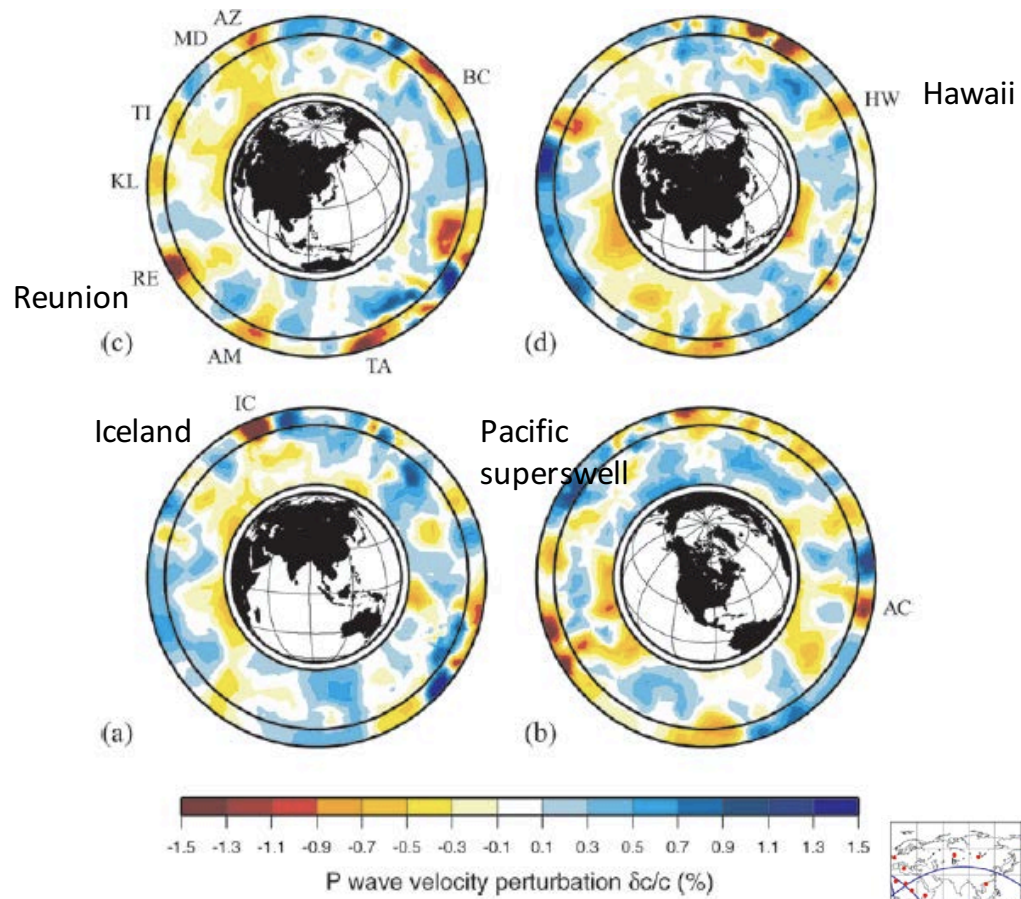 AZ
MD
BC
TI
HW
Hawaii
KL
RE
Reunion
(c)
(d)
AM
TA
IC
Iceland
Pacific
superswell
AC
(a)
(b)
-1.5 -1.3 -1.1 -0.9 -0.7 -0.5 -0.3 -0.1 0.1 0.3 0.5 0.7 0.9 1.1 1.3 1.5
P wave velocity perturbation δc/c (%)